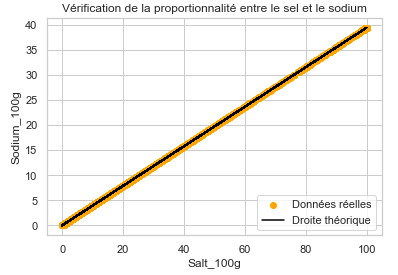 Vérification de la proportionnalité entre le sel et le sodium
40
35
30
25
20
15
10
5
0
Sodium_100g
Données réelles
Droite théorique
0 20 40 60 80 100
Salt_100g